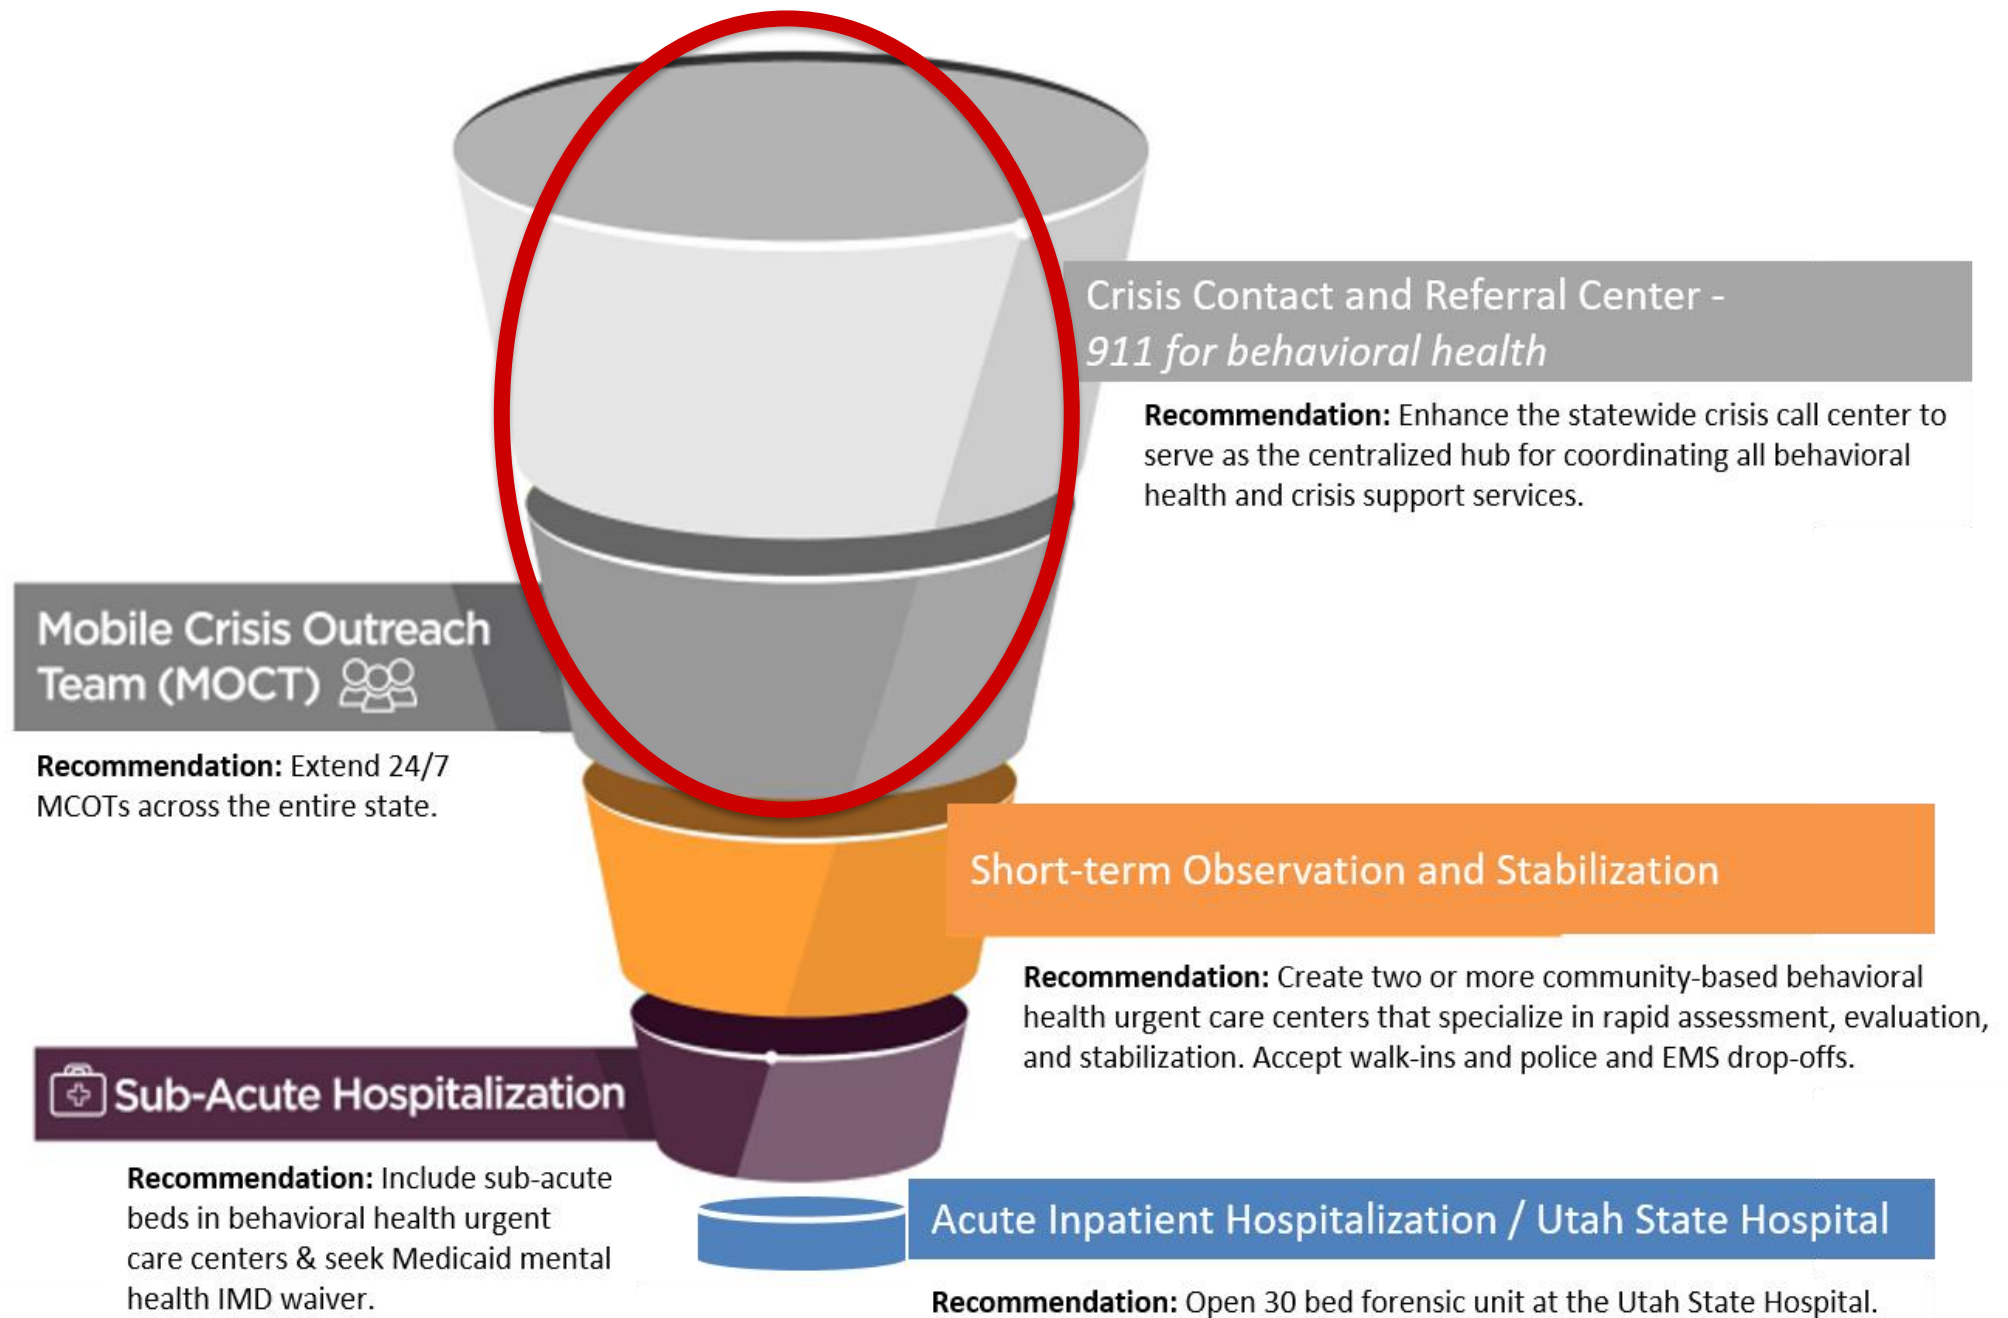 Crisis Contact and Referral Center -
911 for behavioral health
Recommendation: Enhance the statewide crisis call center to
serve as the centralized hub for coordinating all behavioral
health and crisis support services.
Mobile Crisis Outreach
Team (MOCT)
Recommendation: Extend 24/7
MCOTs across the entire state.
Short-term Observation and Stabilization
Recommendation: Create two or more community-based behavioral
health urgent care centers that specialize in rapid assessment, evaluation,
and stabilization. Accept walk-ins and police and EMS drop-offs.
Sub-Acute Hospitalization
Recommendation: Include sub-acute
beds in behavioral health urgent
care centers & seek Medicaid mental
health IMD waiver.
Acute Inpatient Hospitalization / Utah State Hospital
Recommendation: Open 30 bed forensic unit at the Utah State Hospital.